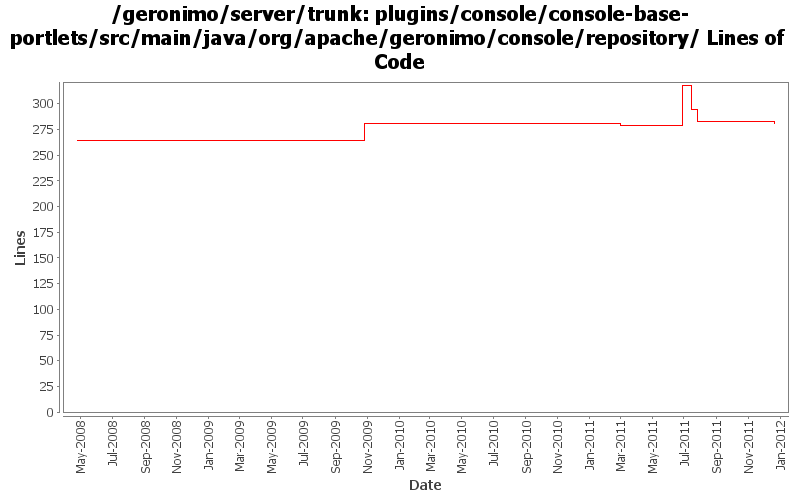 /geronimo/server/trunk: plugins/console/console-base-
portlets/src/main/java/org/apache/geronimo/console/repository/ Lines of
Code
300
275
250
225
200
175
150
125
100
75
50
25
0
Lines
May-2008
Jul-2008
Sep-2008
Nov-2008
Jan-2009
Mar-2009
May-2009
Jul-2009
Sep-2009
Nov-2009
Jan-2010
Mar-2010
May-2010
Jul-2010
Sep-2010
Nov-2010
Jan-2011
Mar-2011
May-2011
Jul-2011
Sep-2011
Nov-2011
Jan-2012
Date